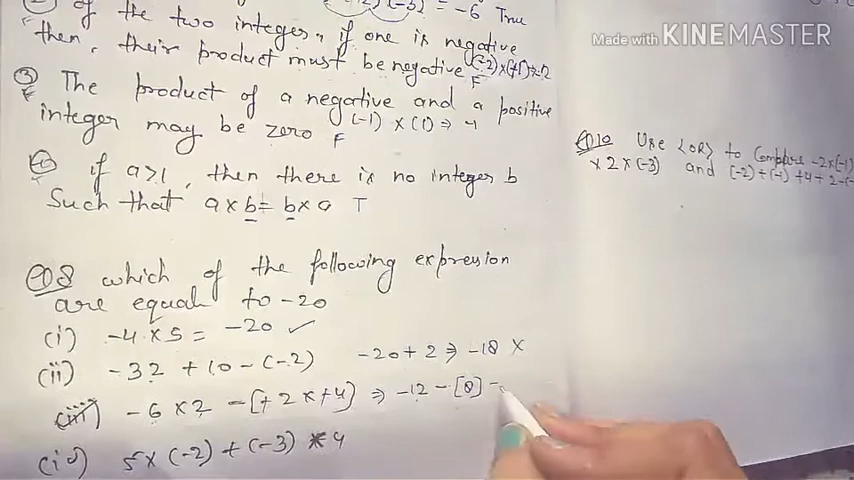 (-3) = -6 True
of the two integers, if one is negative
then, their product must be negative F (-2)×(+1)=-2
③ The product of a negative and a positive
F
integer may be zero F (-1) × (1) ⇒ -1
④ if a>1, then there is no integer b
Such that a × b = b × a T
Q8 which of the following expression
are equal to -20
(i) -4 × 5 = -20 ✓
(ii) -32 + 10 - (-2) -20 + 2 ⇒ -18 ×
(iii) -6 × 2 - [+2 × +4] ⇒ -12 - [8] =
(iv) 5 × (-2) + (-3) × 4
Made with KINEMASTER
Q10 Use <OR> to Compare -2×(-1)
× 2 × (-3) and (-2) + (-1) + 4 + 2 - (-